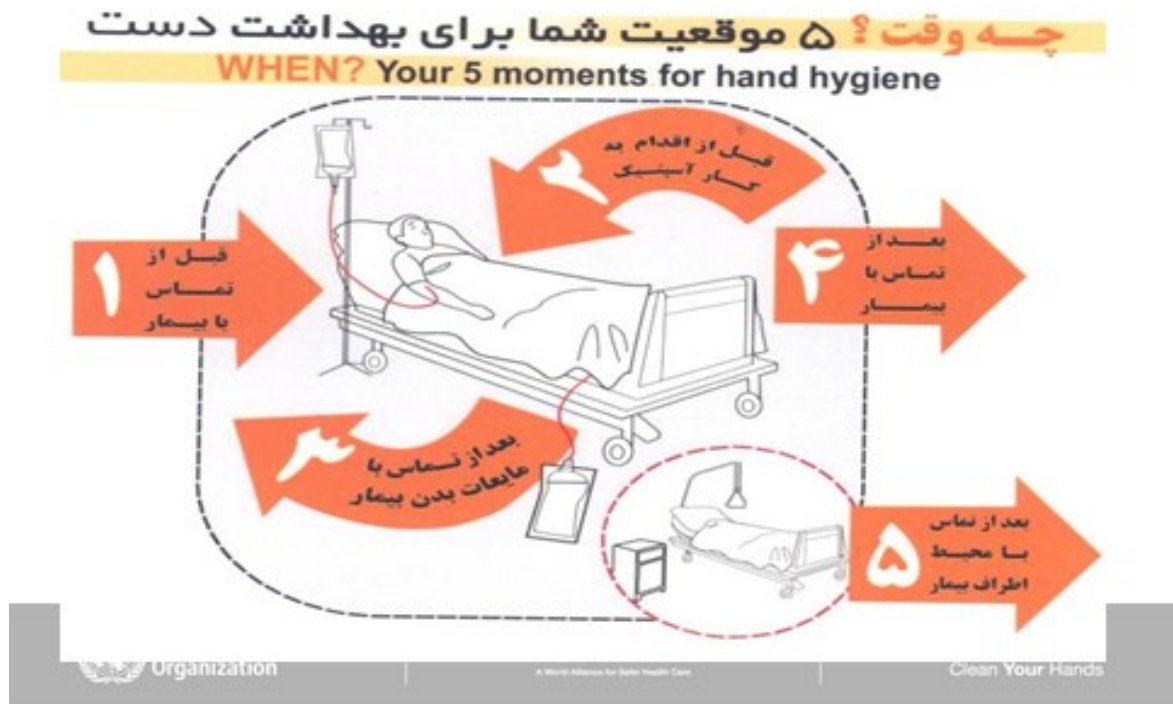 چه وقت؟ ۵ موقعیت شما برای بهداشت دست
WHEN? Your 5 moments for hand hygiene
۱
قبل از
تماس
با بیمار
۲
قبل از اقدام به
کار آسپتیک
۳
بعد از تماس با
مایعات بدن بیمار
۴
بعد از
تماس با
بیمار
۵
بعد از تماس
با محیط
اطراف بیمار
Organization
A World Alliance for Safer Health Care
Clean Your Hands